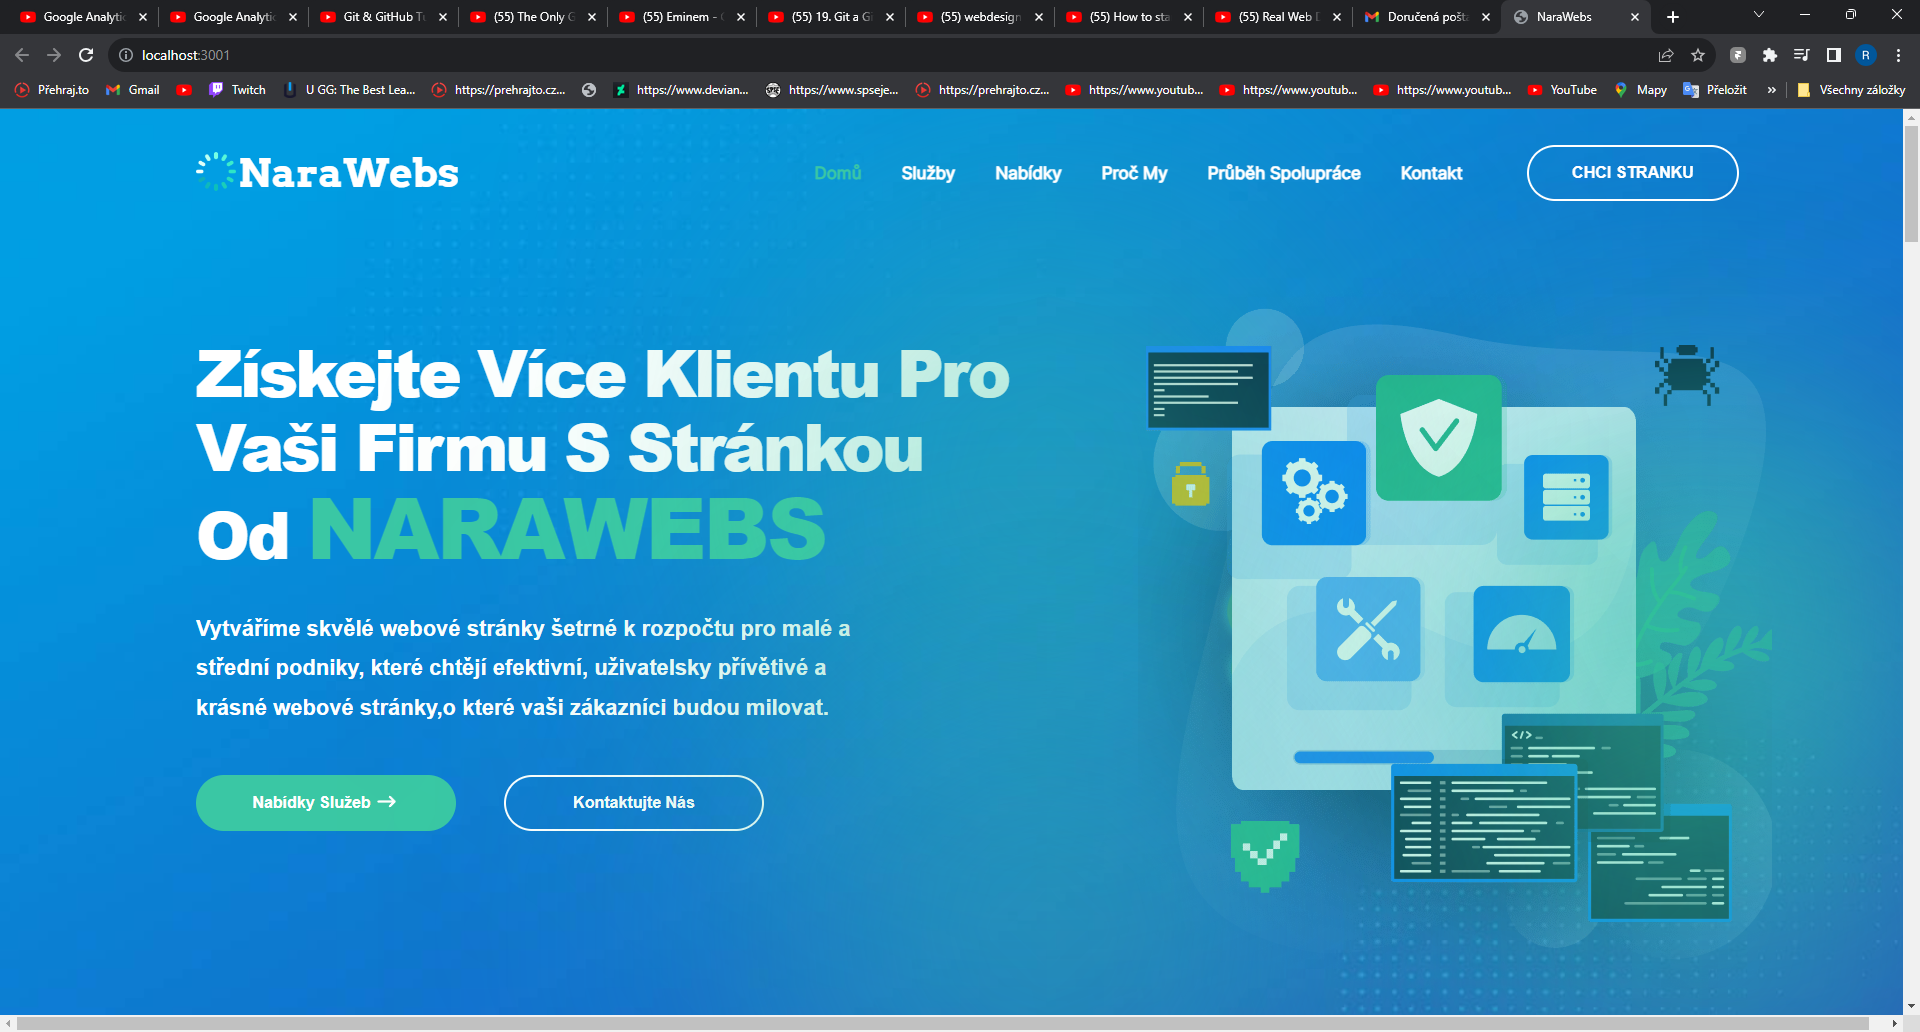 Google Analytic
Google Analytic
Git & GitHub Tu
(55) The Only G
(55) Eminem -
(55) 19. Git a Gi
(55) webdesign
(55) How to sta
(55) Real Web D
Doručená pošta
NaraWebs
localhost:3001
R
Přehraj.to
Gmail
Twitch
U GG: The Best Lea...
https://prehrajto.cz...
https://www.devian...
https://www.spseje...
https://prehrajto.cz...
https://www.youtub...
https://www.youtub...
https://www.youtub...
YouTube
Mapy
Přeložit
»
Všechny záložky
NaraWebs
Domů
Služby
Nabídky
Proč My
Průběh Spolupráce
Kontakt
CHCI STRANKU
Získejte Více Klientu Pro
Vaši Firmu S Stránkou
Od NARAWEBS
Vytváříme skvělé webové stránky šetrné k rozpočtu pro malé a
střední podniky, které chtějí efektivní, uživatelsky přívětivé a
krásné webové stránky,o které vaši zákazníci budou milovat.
Nabídky Služeb →
Kontaktujte Nás
</> _